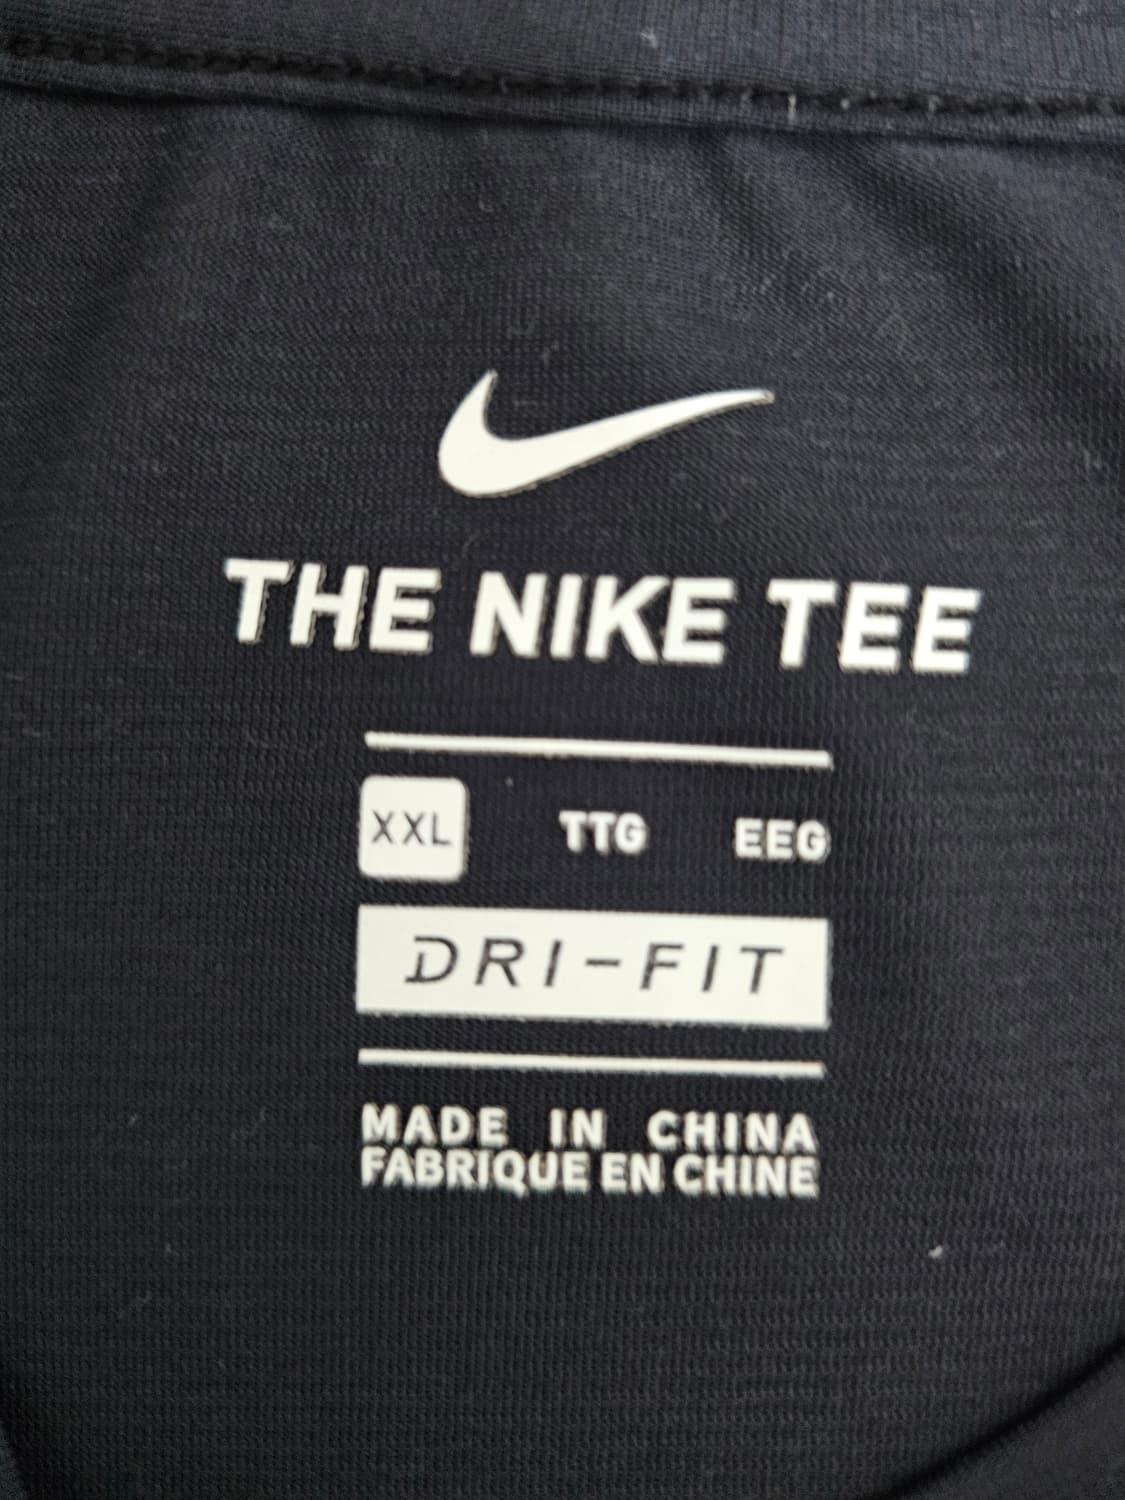 THE NIKE TEE
XXL TTG EEG
DRI-FIT
MADE IN CHINA
FABRIQUE EN CHINE